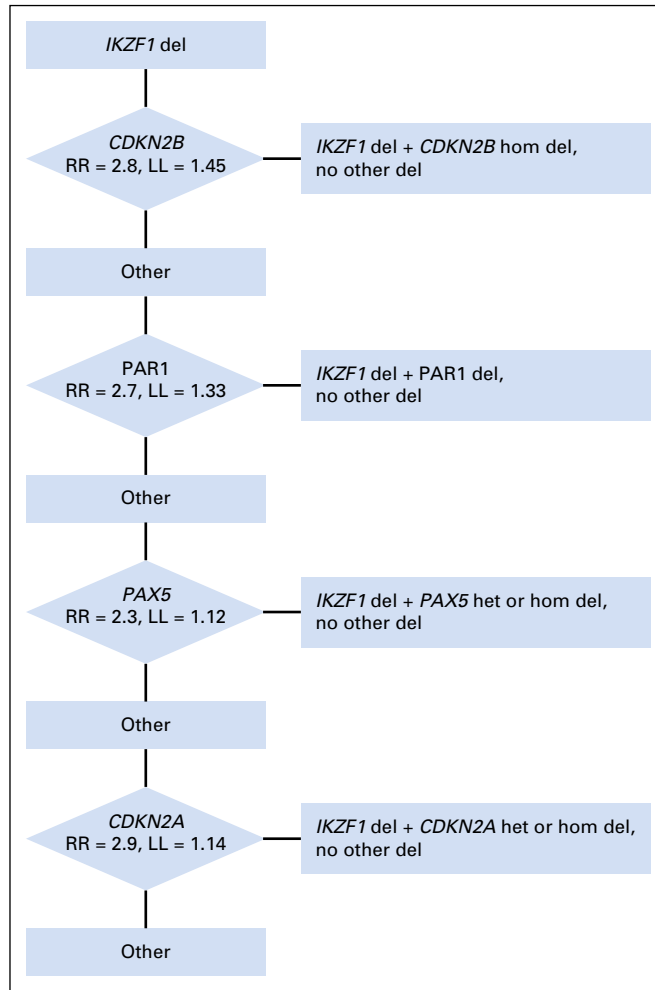 IKZF1 del
CDKN2B
RR = 2.8, LL = 1.45
IKZF1 del + CDKN2B hom del,
no other del
Other
PAR1
RR = 2.7, LL = 1.33
IKZF1 del + PAR1 del,
no other del
Other
PAX5
RR = 2.3, LL = 1.12
IKZF1 del + PAX5 het or hom del,
no other del
Other
CDKN2A
RR = 2.9, LL = 1.14
IKZF1 del + CDKN2A het or hom del,
no other del
Other